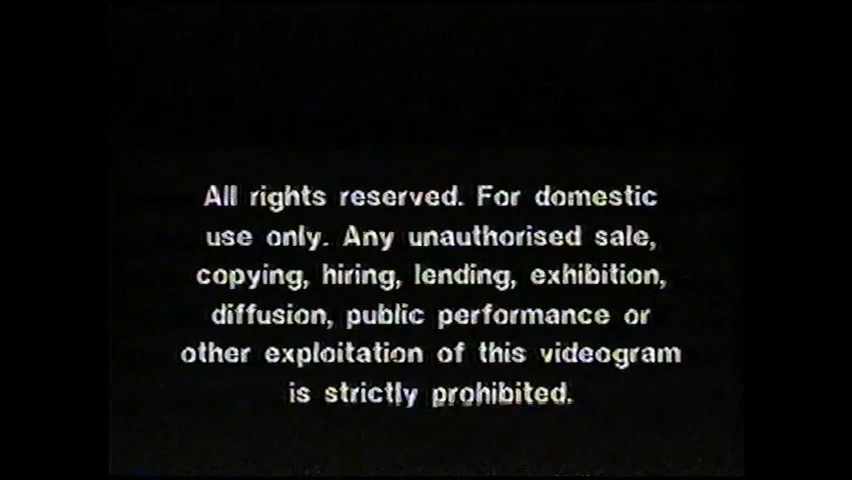 All rights reserved. For domestic
use only. Any unauthorised sale,
copying, hiring, lending, exhibition,
diffusion, public performance or
other exploitation of this videogram
is strictly prohibited.